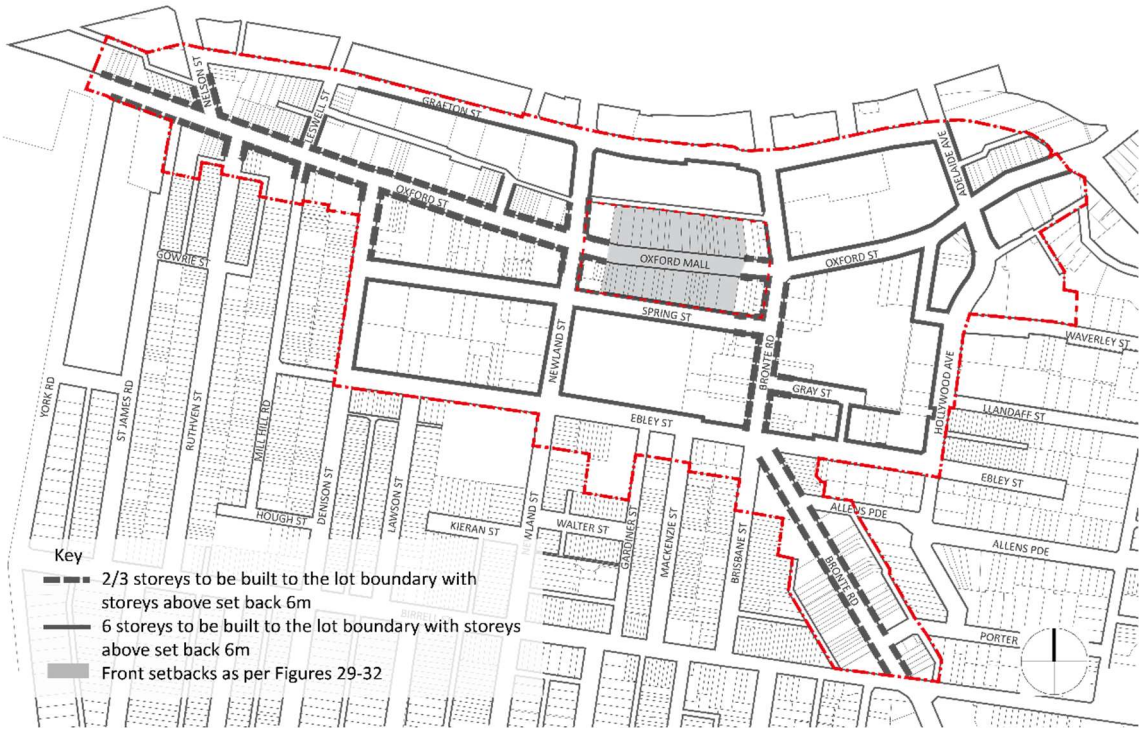 NELSON ST
LESWELL ST
GRAFTON ST
ADELAIDE AVE
OXFORD ST
GOWRIE ST
OXFORD MALL
OXFORD ST
SPRING ST
NEWLAND ST
BRONTE RD
WAVERLEY ST
HOLLYWOOD AVE
GRAY ST
LLANDAFF ST
YORK RD
ST JAMES RD
RUTHVEN ST
MILL HILL RD
EBLEY ST
EBLEY ST
DENISON ST
LAWSON ST
HOUGH ST
KIERAN ST
NEWLAND ST
WALTER ST
GARDINER ST
MACKENZIE ST
BRISBANE ST
ALLENS PDE
ALLENS PDE
BRONTE RD
PORTER
Key
2/3 storeys to be built to the lot boundary with
storeys above set back 6m
6 storeys to be built to the lot boundary with storeys
above set back 6m
Front setbacks as per Figures 29-32